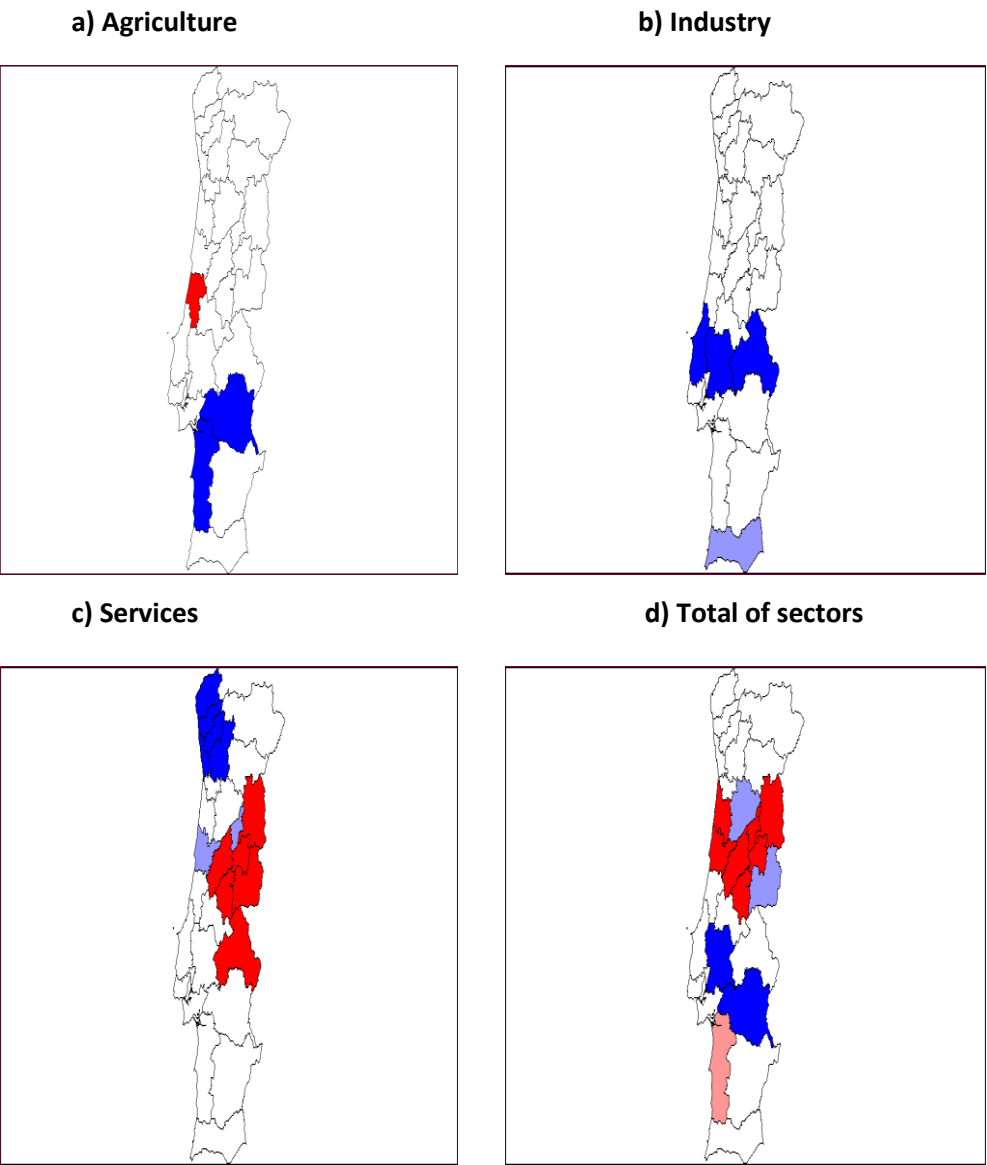 a) Agriculture
b) Industry
c) Services
d) Total of sectors